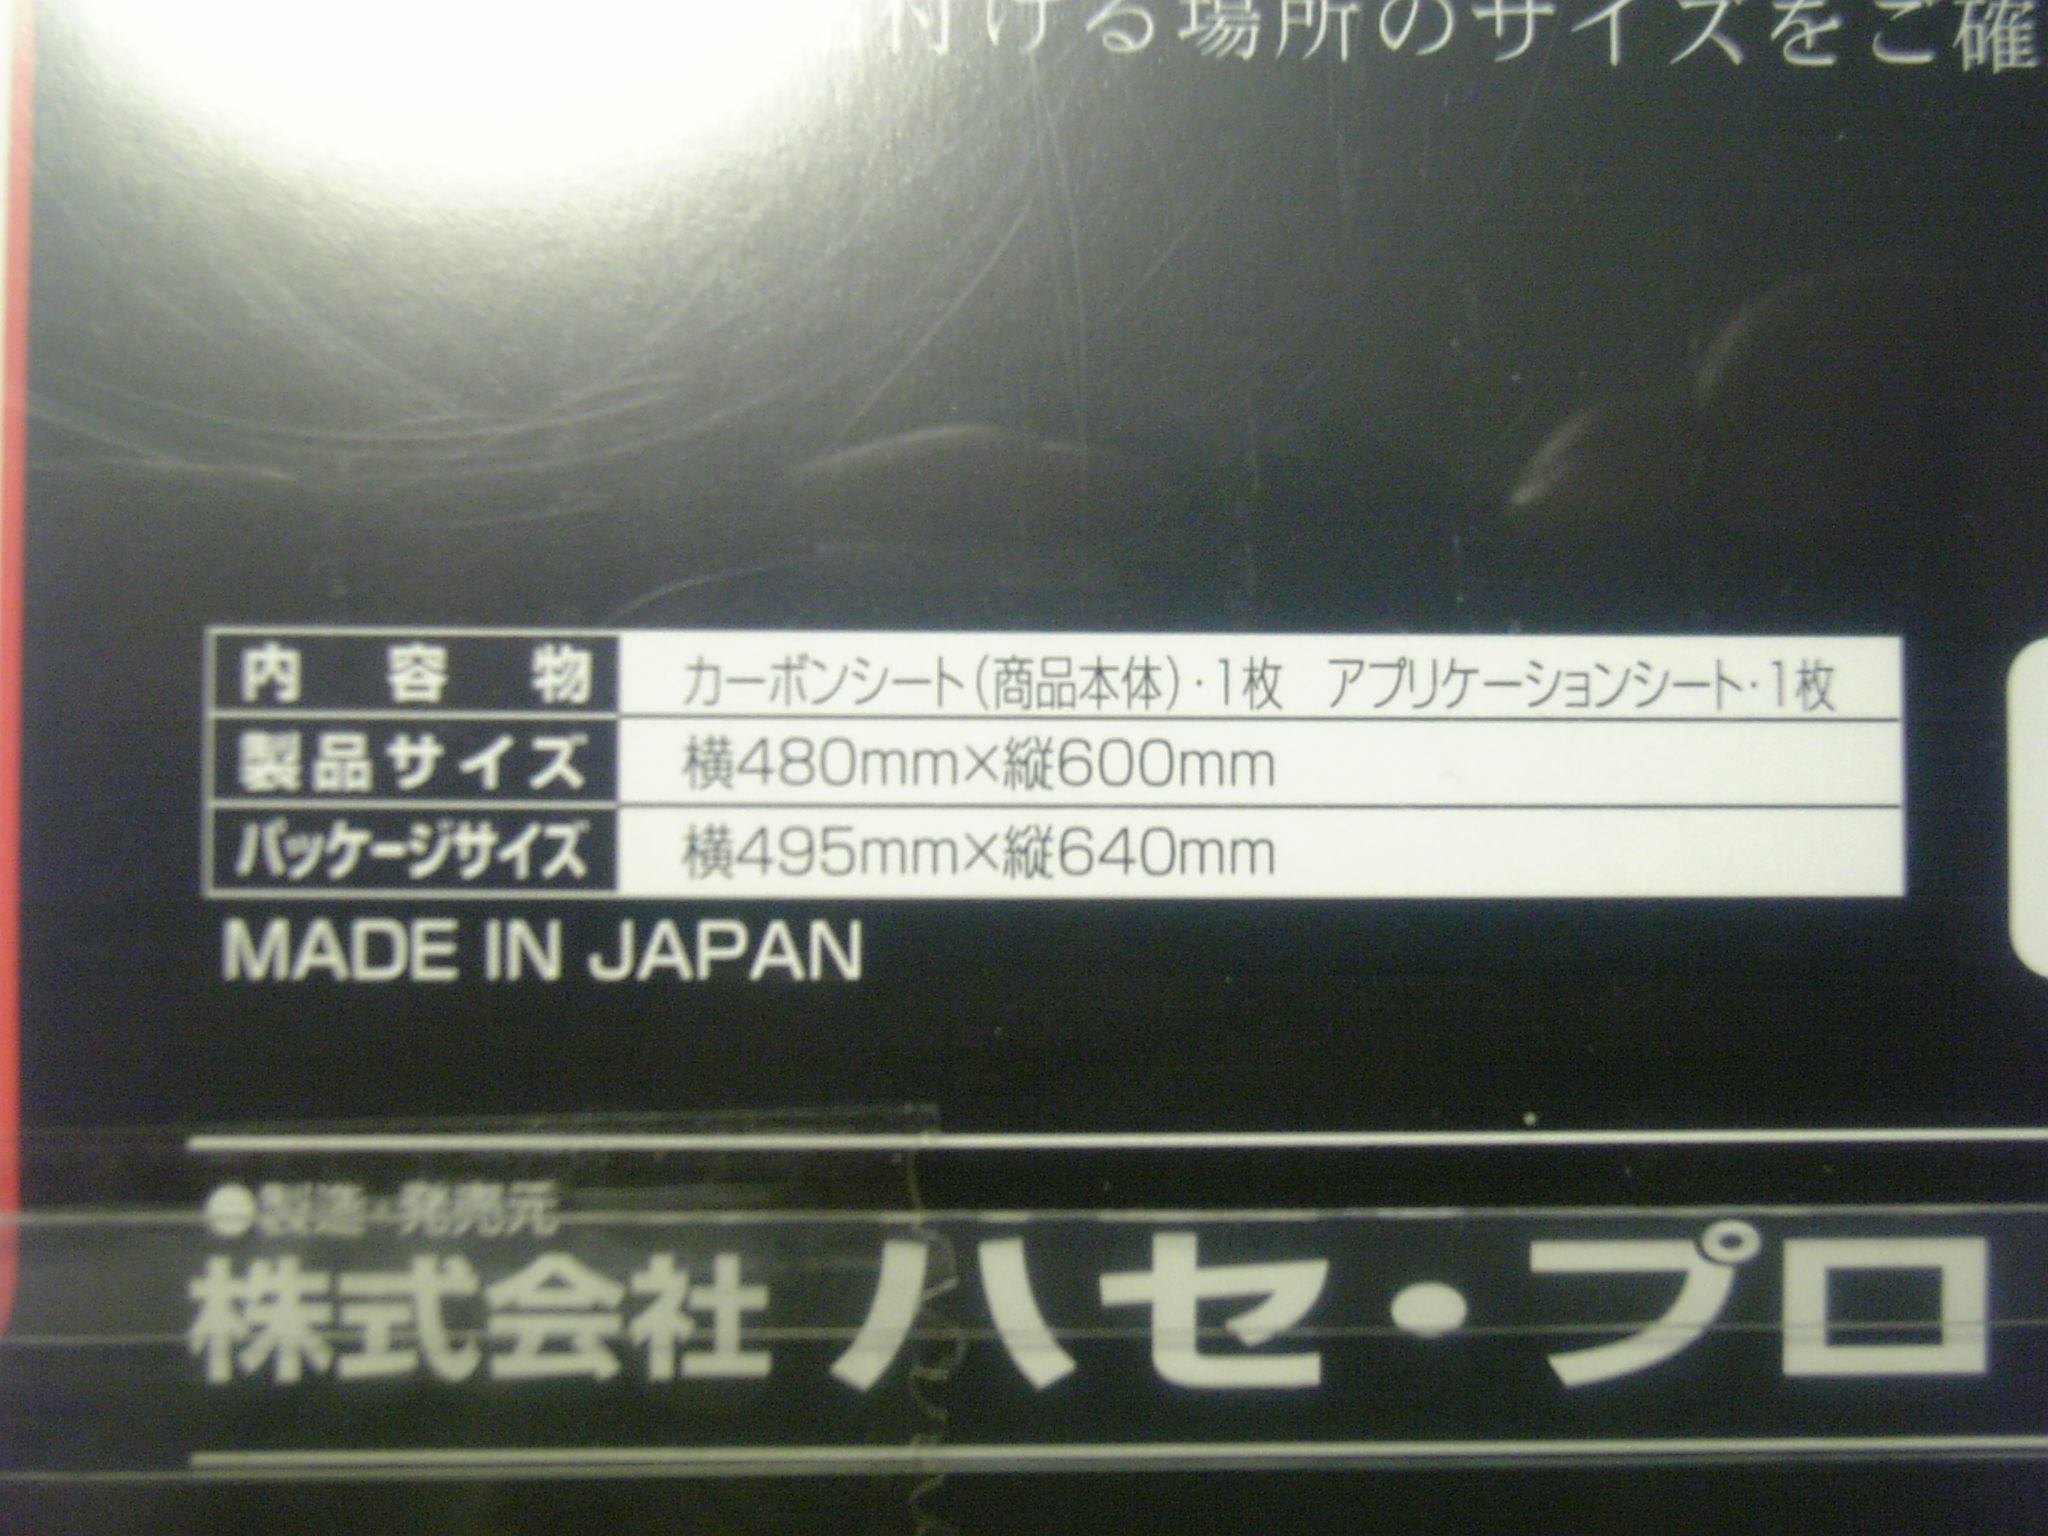 付ける場所のサイズをご確
内容物 カーボンシート(商品本体)・1枚 アプリケーションシート・1枚
製品サイズ 横480mm×縦600mm
パッケージサイズ 横495mm×縦640mm
MADE IN JAPAN
●製造・発売元
株式会社 ハセ・プロ